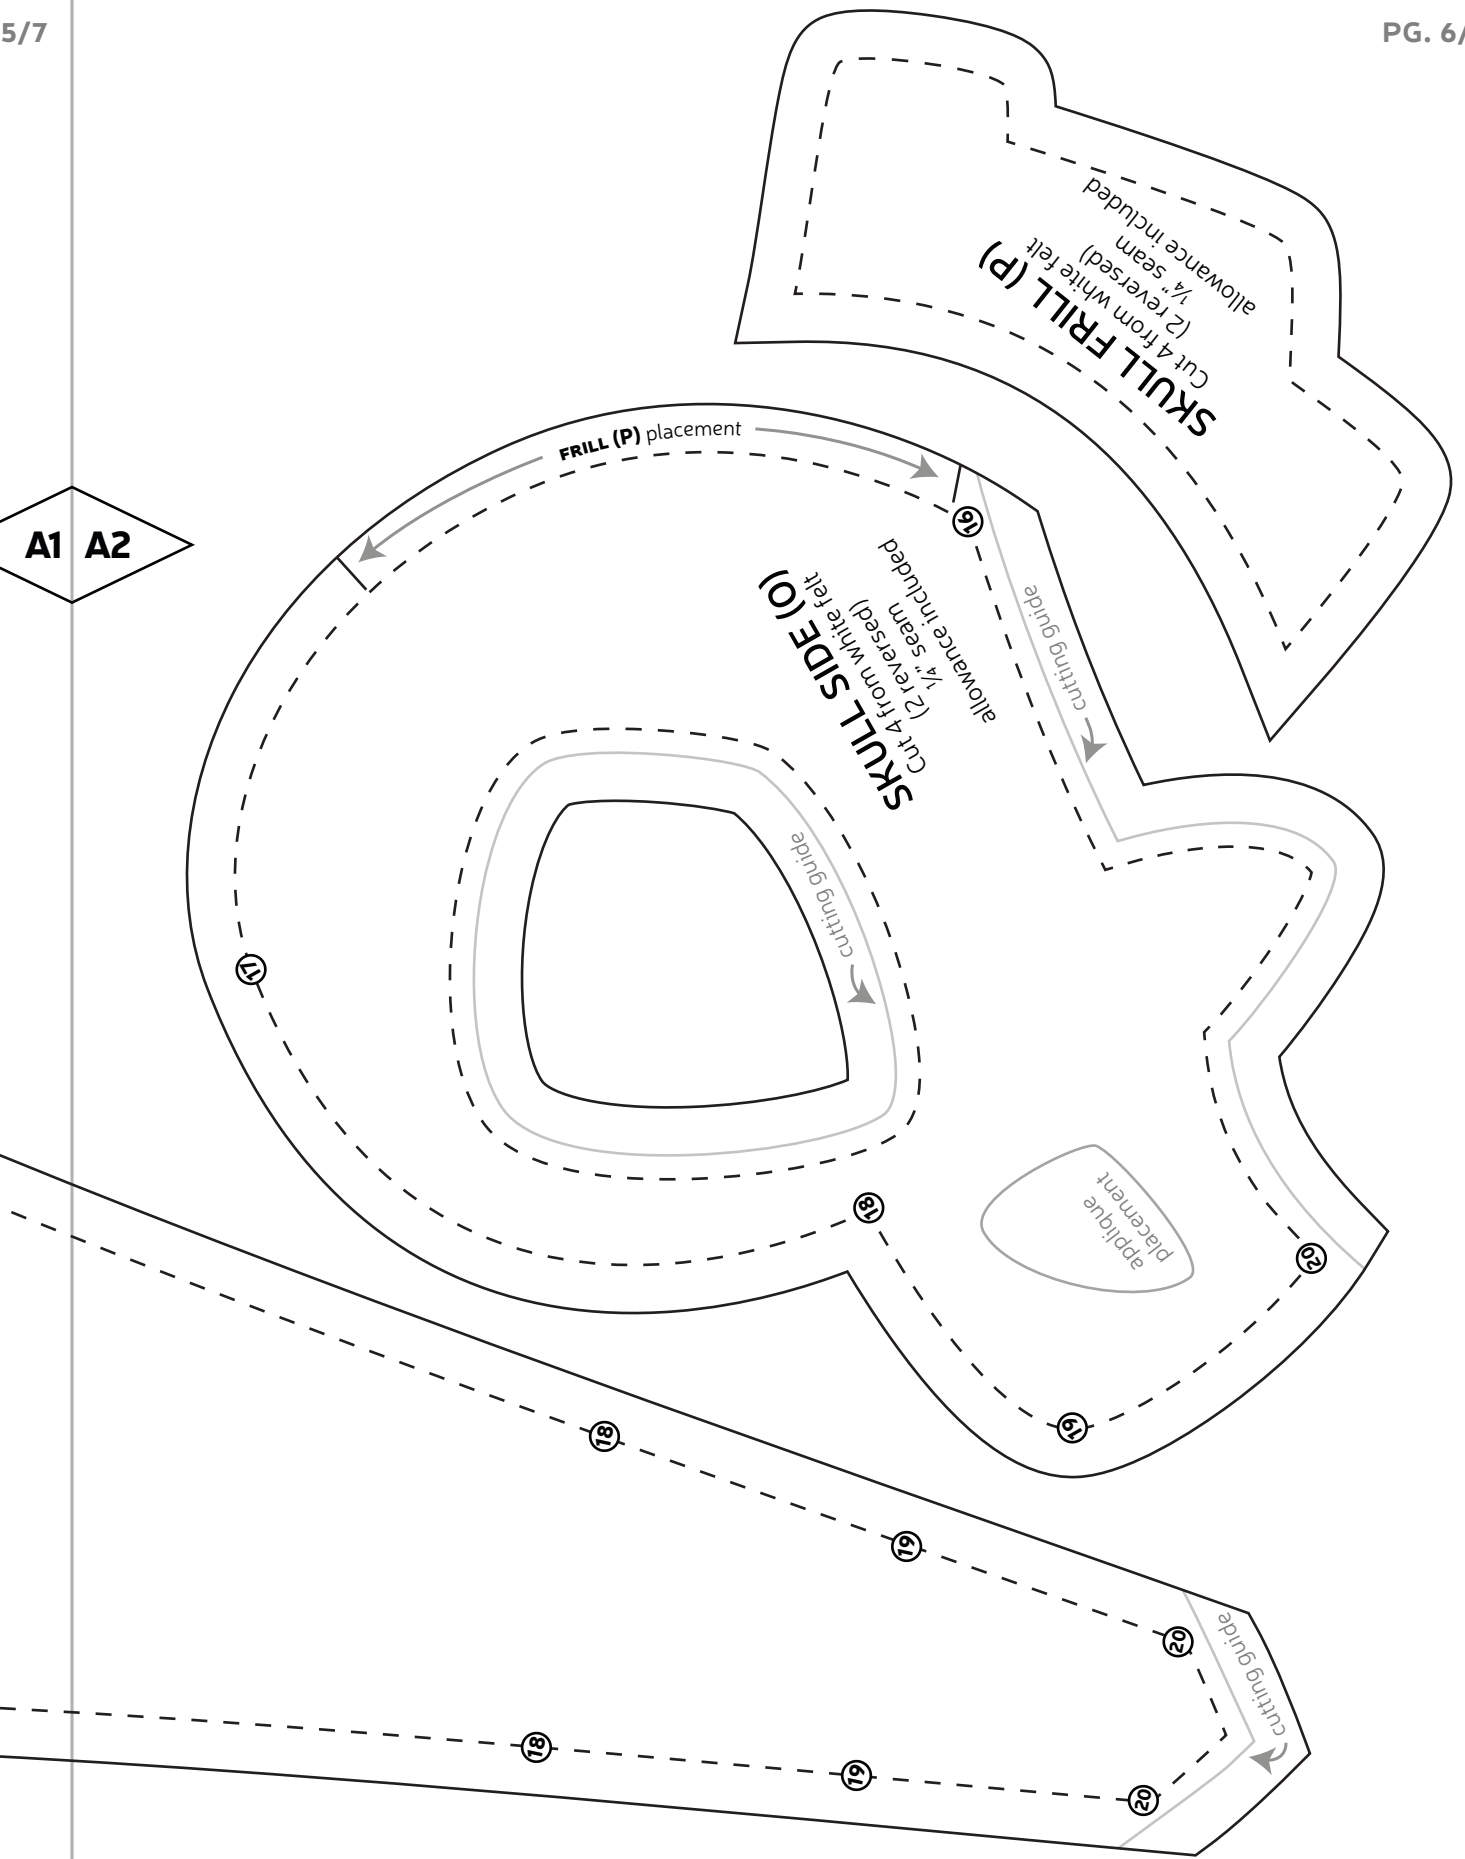 5/7
PG. 6/
SKULL FRILL (P)
Cut 4 from white felt
(2 reversed)
¼" seam
allowance included
FRILL (P) placement
A1 A2
16
SKULL SIDE (O)
Cut 4 from white felt
(2 reversed)
¼" seam
allowance included
cutting guide
cutting guide
17
18
applique
placement
20
19
18
19
20
cutting guide
18
19
20